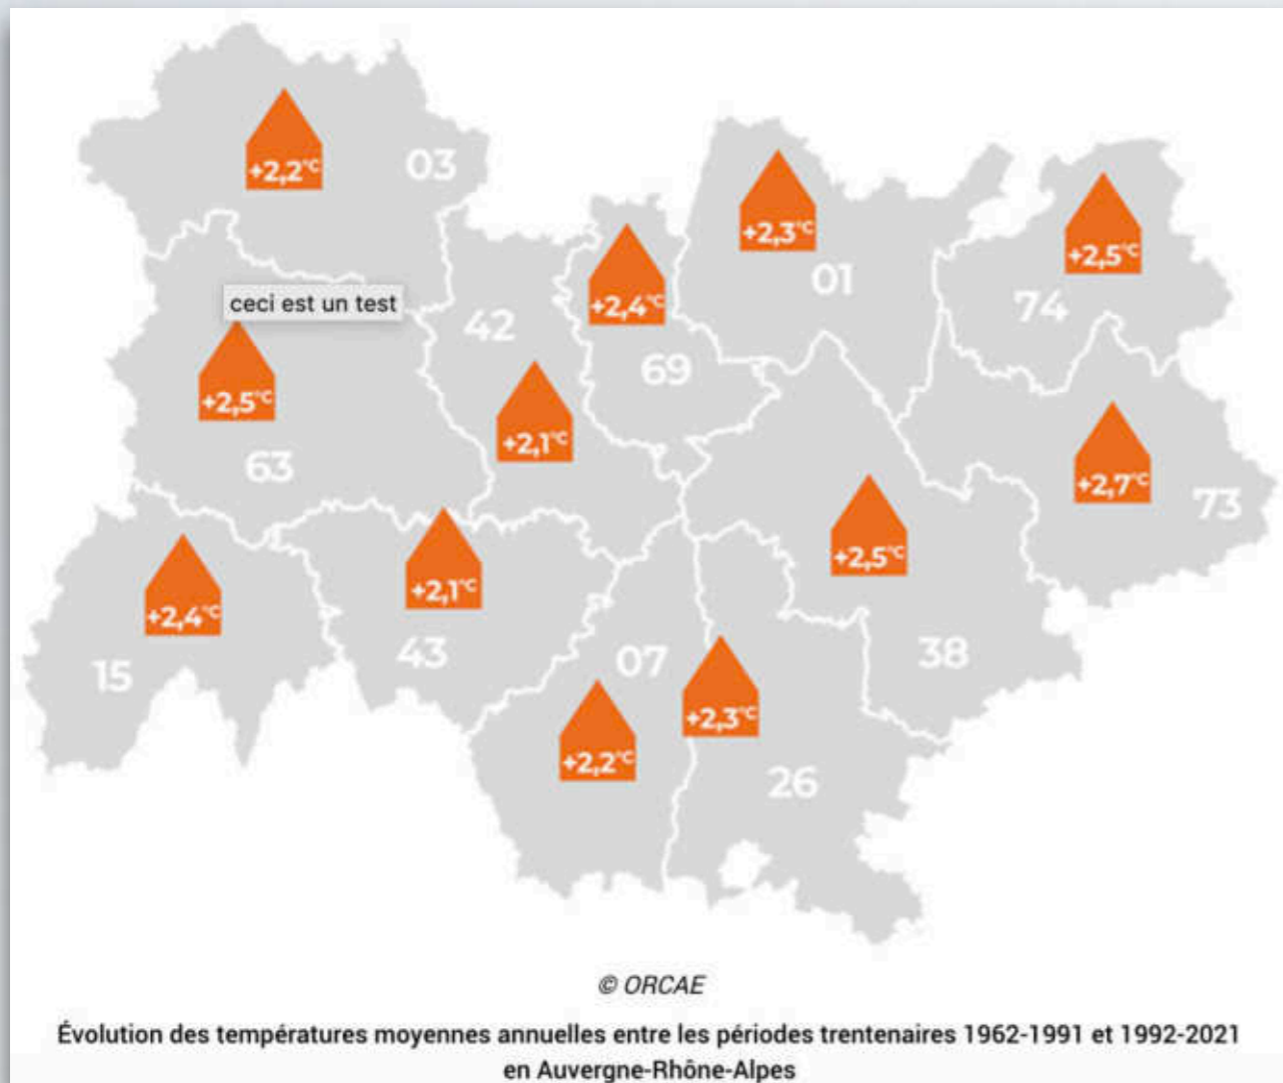 +2,2°C
03
+2,3°C
01
+2,5°C
74
+2,4°C
69
ceci est un test
42
+2,5°C
63
+2,1°C
+2,7°C
73
+2,5°C
38
+2,4°C
15
+2,1°C
43
07
+2,3°C
+2,2°C
26
© ORCAE
Évolution des températures moyennes annuelles entre les périodes trentenaires 1962-1991 et 1992-2021
en Auvergne-Rhône-Alpes